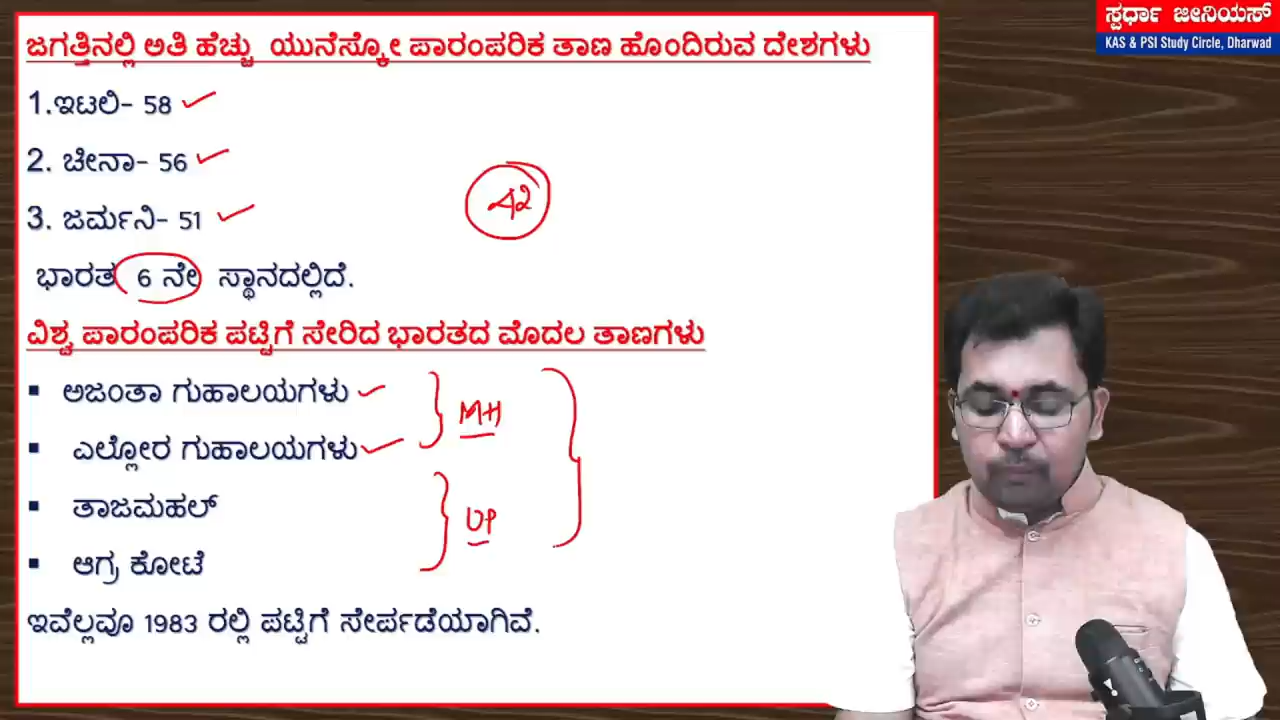 ಸ್ಪರ್ಧಾ ಜೀನಿಯಸ್
KAS & PSI Study Circle, Dharwad
ಜಗತ್ತಿನಲ್ಲಿ ಅತಿ ಹೆಚ್ಚು ಯುನೆಸ್ಕೋ ಪಾರಂಪರಿಕ ತಾಣ ಹೊಂದಿರುವ ದೇಶಗಳು
1.ಇಟಲಿ- 58
2. ಚೀನಾ- 56
3. ಜರ್ಮನಿ- 51
42
ಭಾರತ 6 ನೇ ಸ್ಥಾನದಲ್ಲಿದೆ.
ವಿಶ್ವ ಪಾರಂಪರಿಕ ಪಟ್ಟಿಗೆ ಸೇರಿದ ಭಾರತದ ಮೊದಲ ತಾಣಗಳು
▪ ಅಜಂತಾ ಗುಹಾಲಯಗಳು
▪ ಎಲ್ಲೋರ ಗುಹಾಲಯಗಳು
MH
▪ ತಾಜಮಹಲ್
▪ ಆಗ್ರ ಕೋಟೆ
UP
ಇವೆಲ್ಲವೂ 1983 ರಲ್ಲಿ ಪಟ್ಟಿಗೆ ಸೇರ್ಪಡೆಯಾಗಿವೆ.